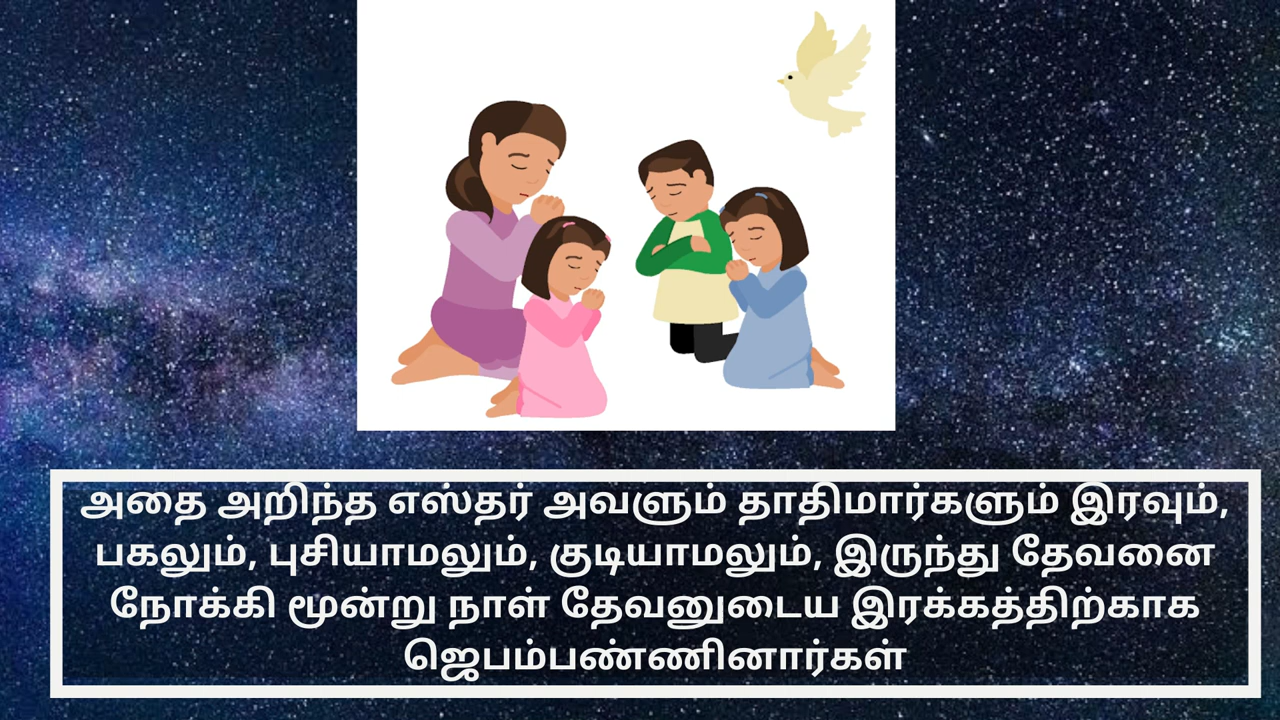 அதை அறிந்த எஸ்தர் அவளும் தாதிமார்களும் இரவும்,
பகலும், புசியாமலும், குடியாமலும், இருந்து தேவனை
நோக்கி மூன்று நாள் தேவனுடைய இரக்கத்திற்காக
ஜெபம்பண்ணினார்கள்